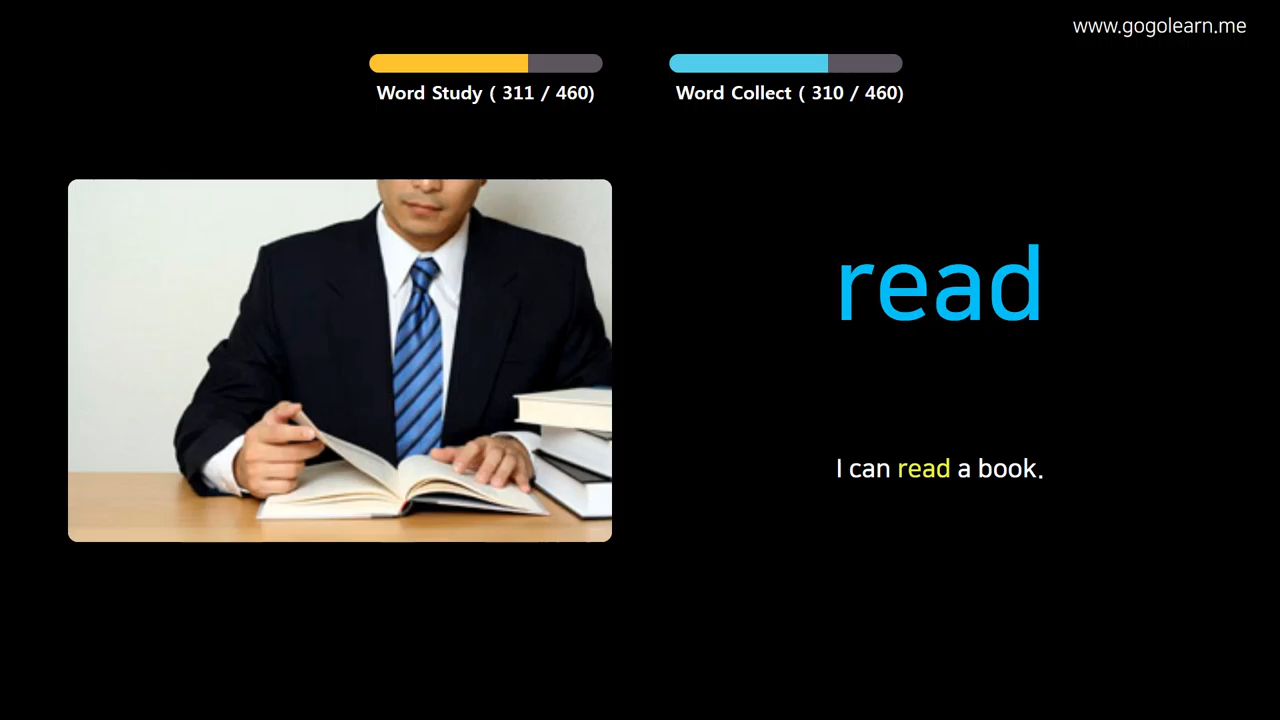 www.gogolearn.me
Word Study ( 311 / 460)
Word Collect ( 310 / 460)
read
I can read a book.